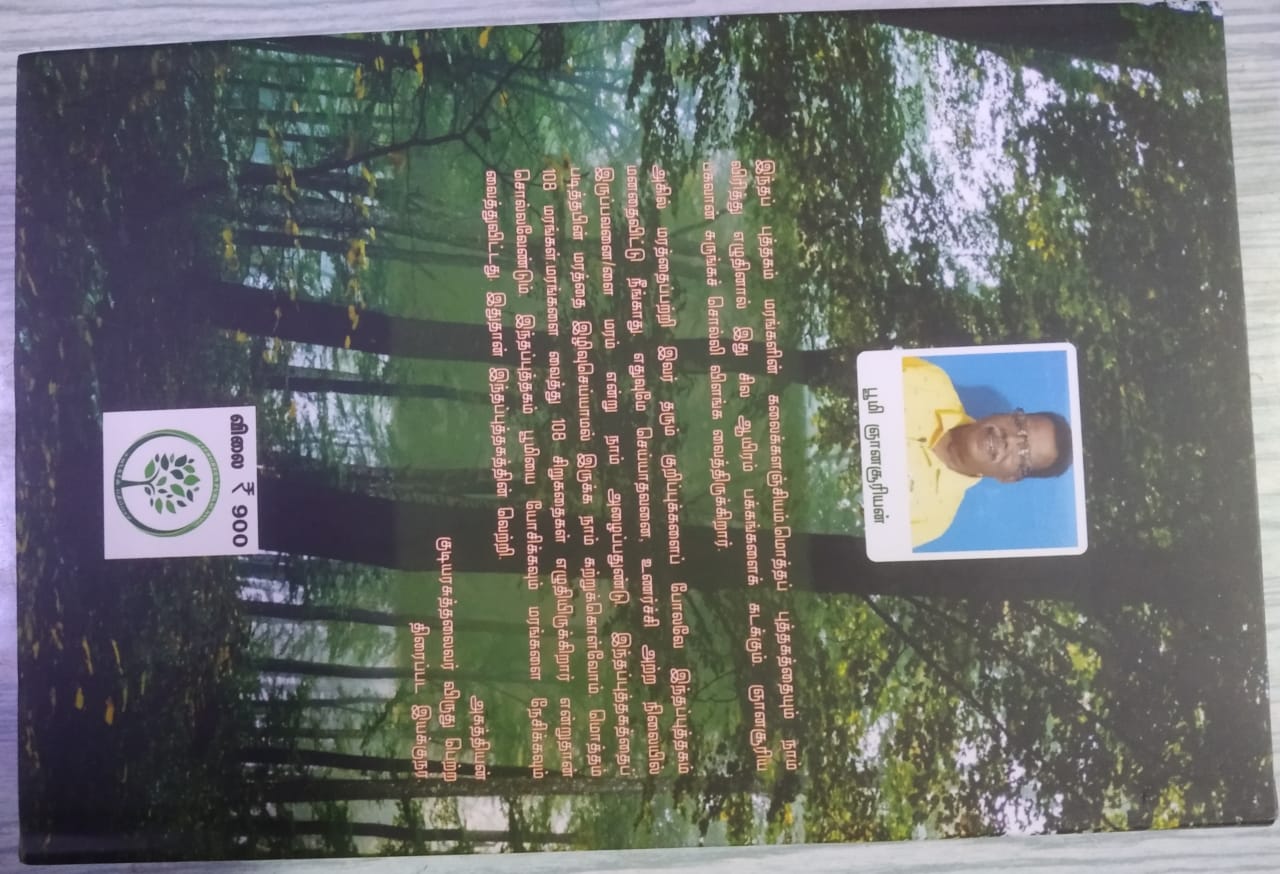 பூமி ஞானசூரியன்
இந்தப் புத்தகம் மரங்களின் கலைக்களஞ்சியம்.மொத்தப் புத்தகத்தையும் நாம்
விரித்து எழுதினால் இது சில ஆயிரம் பக்கங்களைக் கடக்கும். ஞானசூரிய
பகவான் சுருங்கச் சொல்லி விளங்க வைத்திருக்கிறார்.
அகில் மரத்தைப்பற்றி இவர் தரும் குறிப்புக்களைப் போலவே இந்தப்புத்தகம்
மனதைவிட்டு நீங்காது. எதுவுமே செய்யாதவனை, உணர்ச்சி அற்ற நிலையில்
இருப்பவனை/ளை மரம் என்று நாம் அழைப்பதுண்டு. இந்தப்புத்தகத்தைப்
படித்தபின் மரத்தை இழிவுசெய்யாமல் இருக்க நாம் கற்றுக்கொள்வோம். மொத்தம்
108 மரங்கள்.மரங்களை வைத்து 108 சிறுகதைகள் எழுதியிருக்கிறார் என்றுதான்
சொல்லவேண்டும். இந்தப்புத்தகம் பூமியை யோசிக்கவும் மரங்களை நேசிக்கவும்
வைத்துவிட்டது. இதுதான் இந்தப்புத்தகத்தின் வெற்றி.
அகத்தியன்
குடியரசுத்தலைவர் விருது பெற்ற
திரைப்பட இயக்குநர்.
விலை ₹ 900